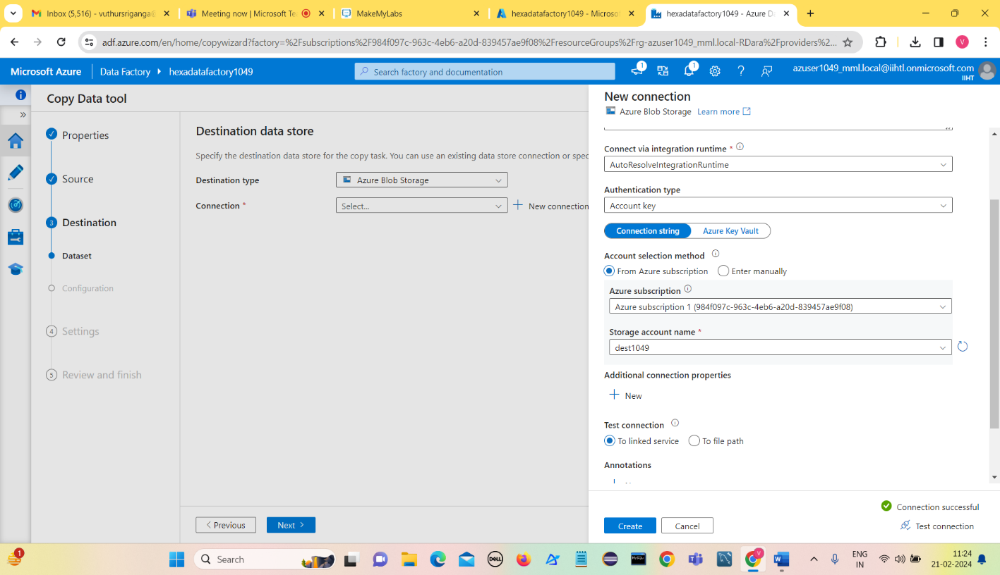 Inbox (5,516) - vuthursriganga@
Meeting now | Microsoft Te
MakeMyLabs
hexadatafactory1049 - Microso
hexadatafactory1049 - Azure D
adf.azure.com/en/home/copywizard?factory=%2Fsubscriptions%2F984f097c-963c-4eb6-a20d-839457ae9f08%2FresourceGroups%2Frg-azuser1049_mml.local-RDara%2Fproviders%2...
V
Microsoft Azure
Data Factory
hexadatafactory1049
Search factory and documentation
1
1
azuser1049_mml.local@iihtl.onmicrosoft.com
IIHT
Copy Data tool
Properties
Source
3 Destination
Dataset
Configuration
4 Settings
5 Review and finish
Destination data store
Specify the destination data store for the copy task. You can use an existing data store connection or spec
Destination type
Azure Blob Storage
Connection *
Select...
New connection
Previous
Next
New connection
Azure Blob Storage Learn more
Connect via integration runtime *
AutoResolveIntegrationRuntime
Authentication type
Account key
Connection string
Azure Key Vault
Account selection method
From Azure subscription
Enter manually
Azure subscription
Azure subscription 1 (984f097c-963c-4eb6-a20d-839457ae9f08)
Storage account name *
dest1049
Additional connection properties
New
Test connection
To linked service
To file path
Annotations
Connection successful
Create
Cancel
Test connection
1
Search
DELL
MySQL
V
W
ENG
IN
11:24
21-02-2024